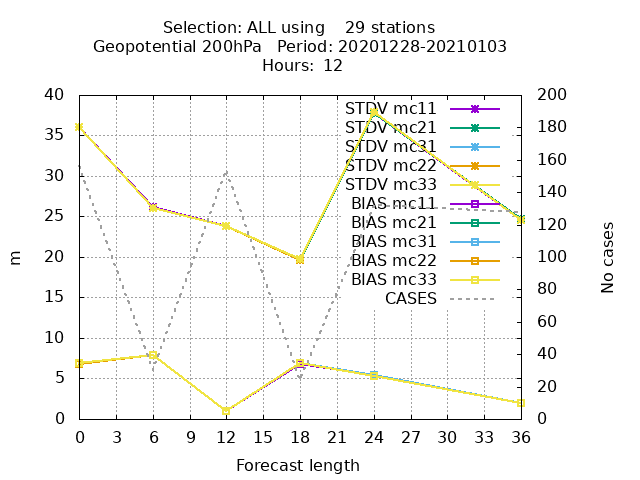 Selection: ALL using    29 stations
Geopotential 200hPa   Period: 20201228-20210103
Hours:  12
40
35
30
25
20
15
10
5
0
m
200
180
160
140
120
100
80
60
40
20
0
No cases
STDV mc11
STDV mc21
STDV mc31
STDV mc22
STDV mc33
BIAS mc11
BIAS mc21
BIAS mc31
BIAS mc22
BIAS mc33
CASES
0 3 6 9 12 15 18 21 24 27 30 33 36
Forecast length